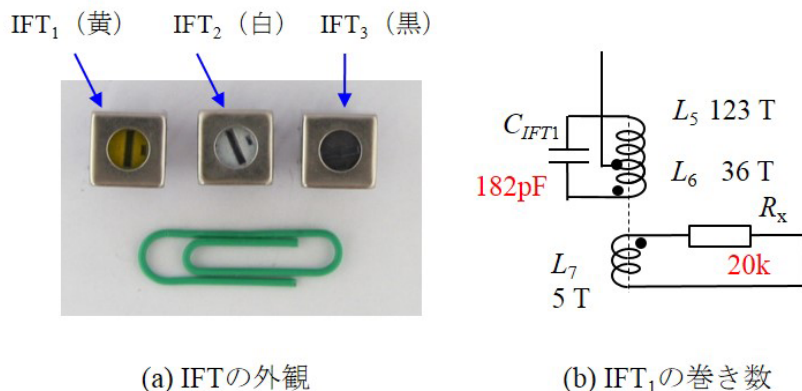 IFT1（黄） IFT2（白） IFT3（黒）
CIFT1
182pF
L5 123 T
L6 36 T
Rx
20k
L7
5 T
(a) IFTの外観
(b) IFT1の巻き数